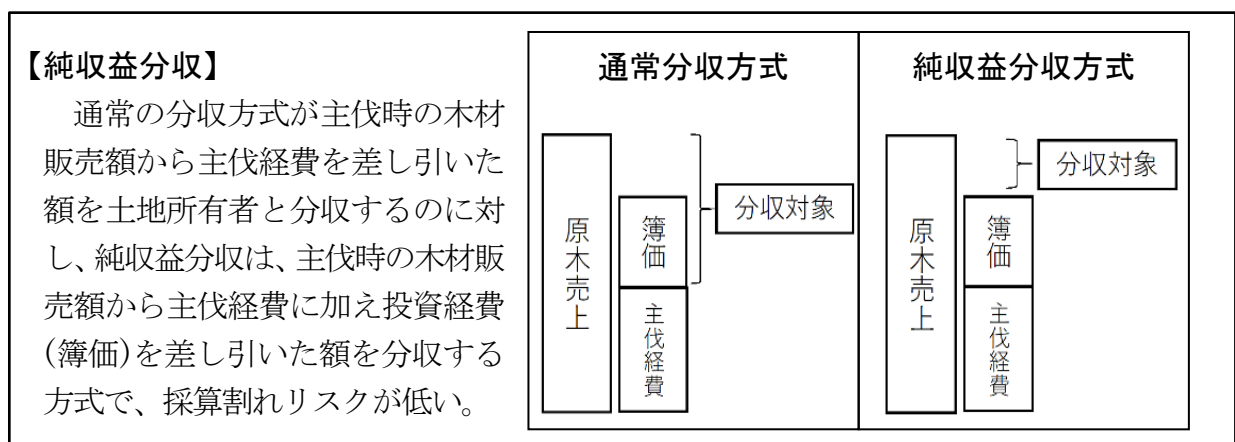 【純収益分収】
通常の分収方式が主伐時の木材
販売額から主伐経費を差し引いた
額を土地所有者と分収するのに対
し、純収益分収は、主伐時の木材販
売額から主伐経費に加え投資経費
(簿価)を差し引いた額を分収する
方式で、採算割れリスクが低い。
通常分収方式
原木売上
簿価
主伐経費
分収対象
純収益分収方式
原木売上
簿価
主伐経費
分収対象